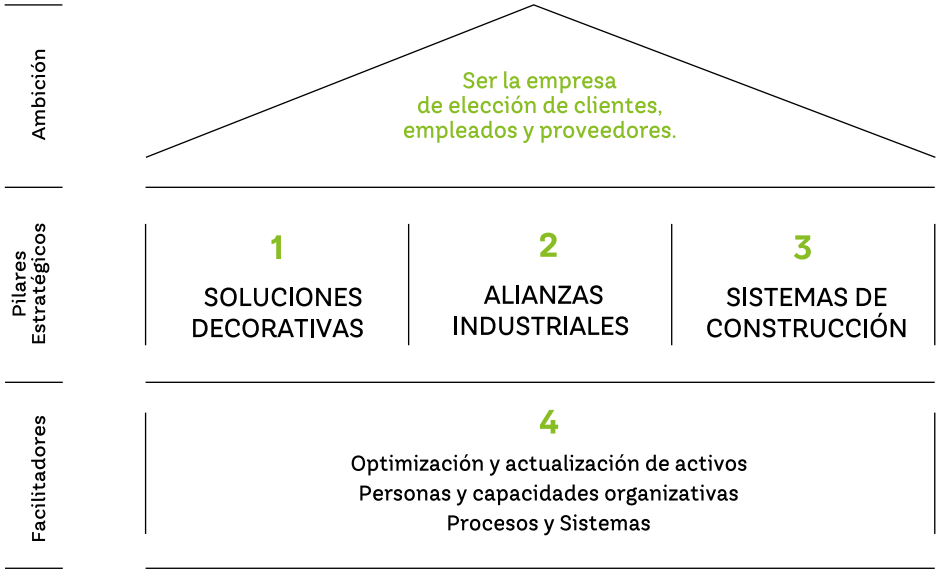 Ambición
Ser la empresa
de elección de clientes,
empleados y proveedores.
Pilares
Estratégicos
1
SOLUCIONES
DECORATIVAS
2
ALIANZAS
INDUSTRIALES
3
SISTEMAS DE
CONSTRUCCIÓN
Facilitadores
4
Optimización y actualización de activos
Personas y capacidades organizativas
Procesos y Sistemas